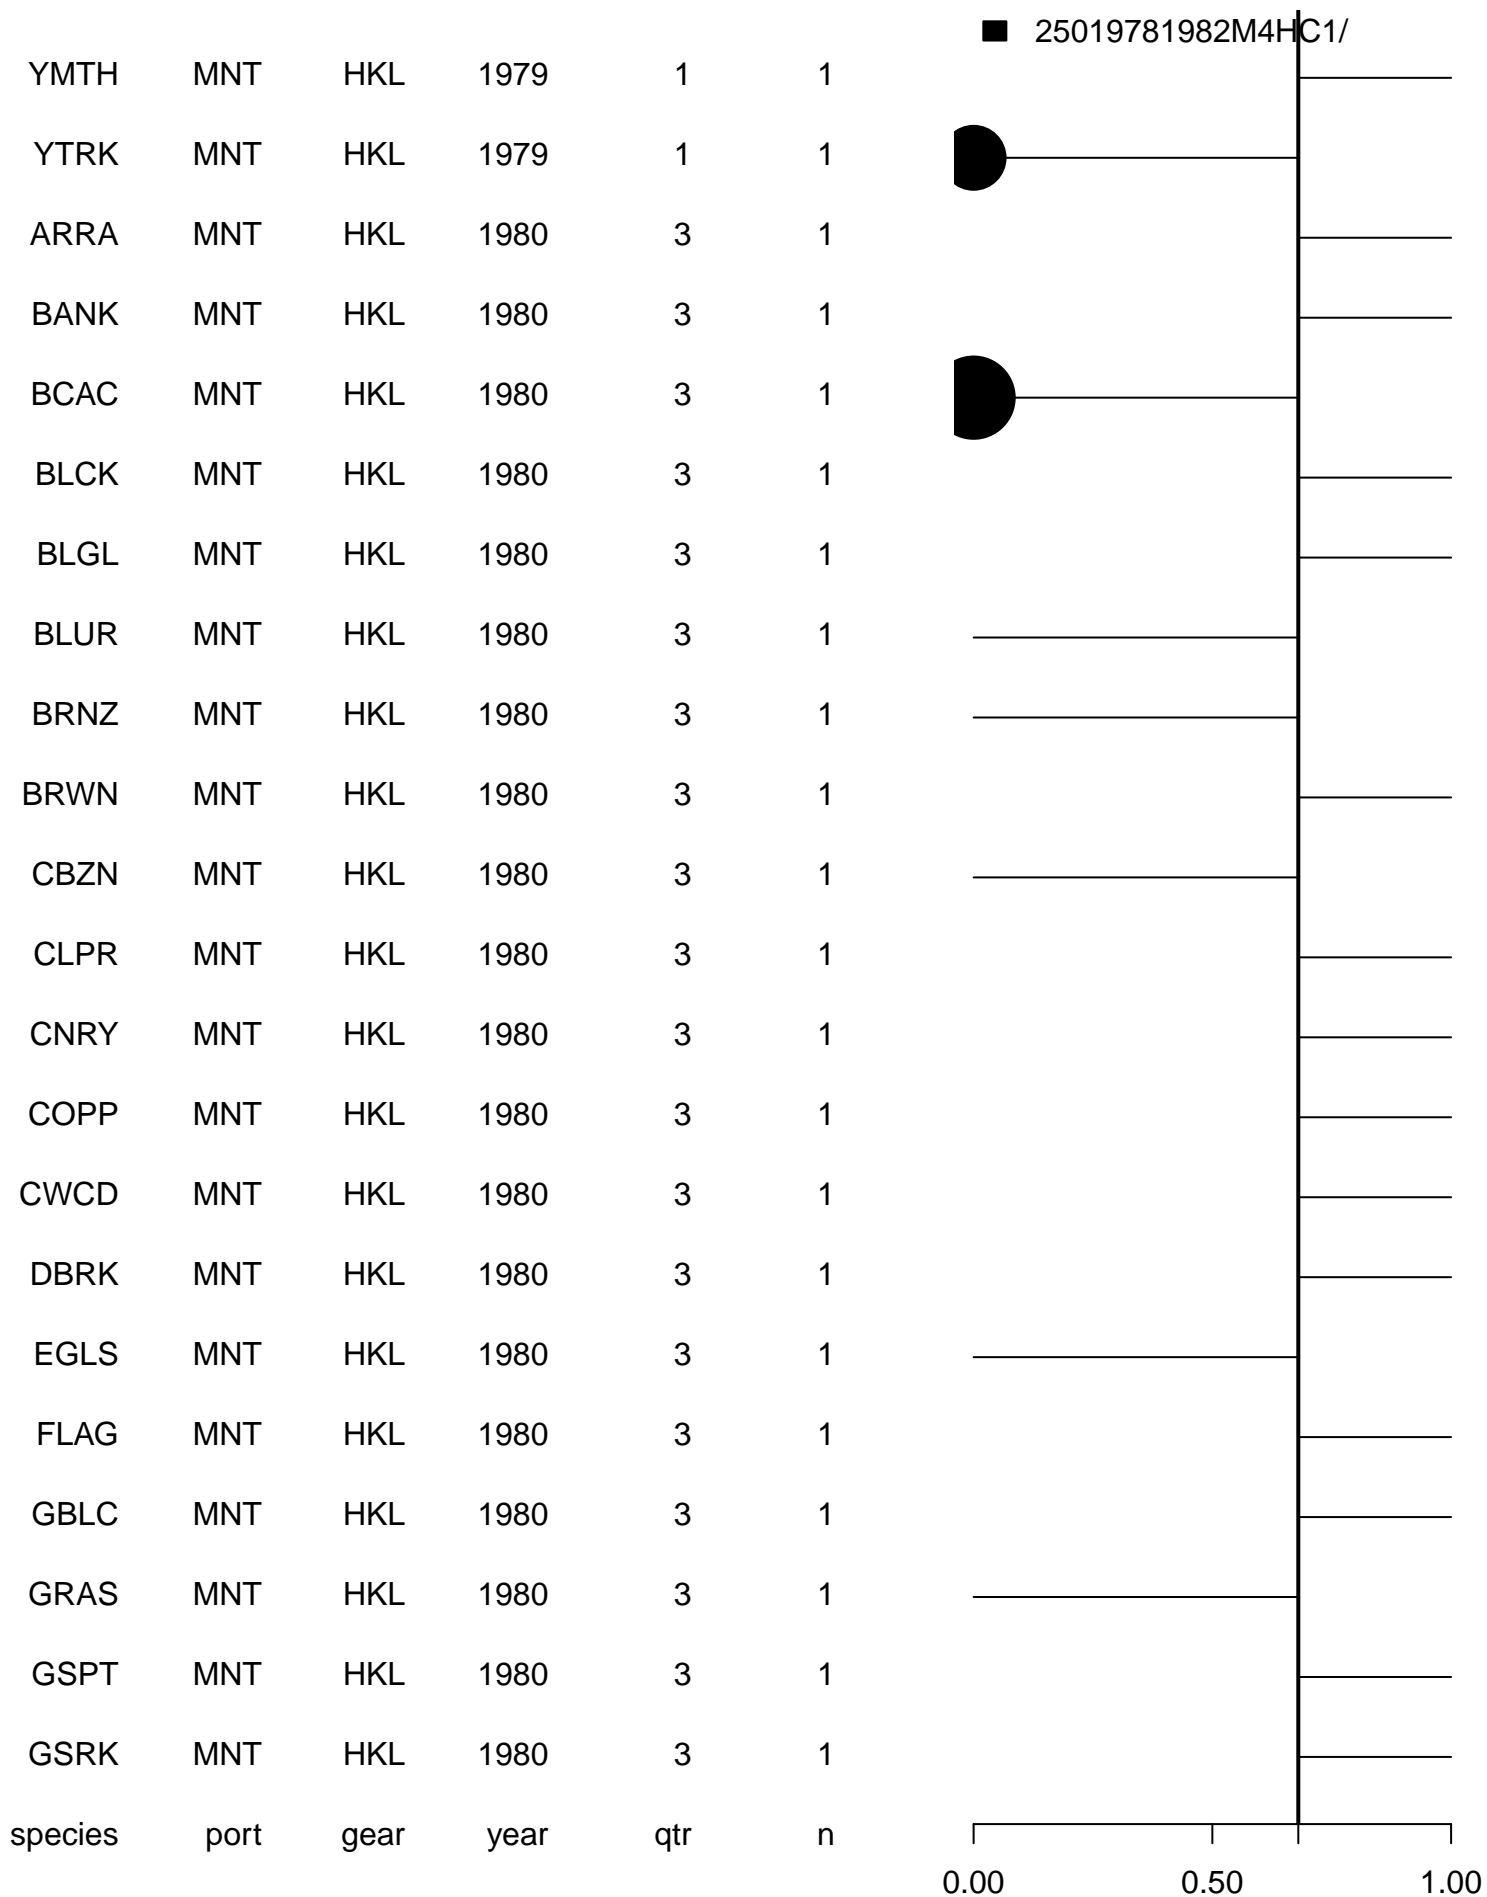 25019781982M4HC1/
YMTH MNT HKL 1979 1 1
YTRK MNT HKL 1979 1 1
ARRA MNT HKL 1980 3 1
BANK MNT HKL 1980 3 1
BCAC MNT HKL 1980 3 1
BLCK MNT HKL 1980 3 1
BLGL MNT HKL 1980 3 1
BLUR MNT HKL 1980 3 1
BRNZ MNT HKL 1980 3 1
BRWN MNT HKL 1980 3 1
CBZN MNT HKL 1980 3 1
CLPR MNT HKL 1980 3 1
CNRY MNT HKL 1980 3 1
COPP MNT HKL 1980 3 1
CWCD MNT HKL 1980 3 1
DBRK MNT HKL 1980 3 1
EGLS MNT HKL 1980 3 1
FLAG MNT HKL 1980 3 1
GBLC MNT HKL 1980 3 1
GRAS MNT HKL 1980 3 1
GSPT MNT HKL 1980 3 1
GSRK MNT HKL 1980 3 1
species port gear year qtr n
0.00 0.50 1.00